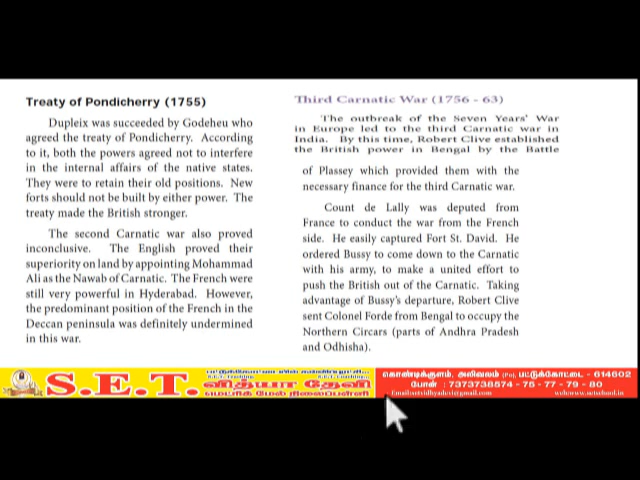 Treaty of Pondicherry (1755)
Dupleix was succeeded by Godeheu who
agreed the treaty of Pondicherry. According
to it, both the powers agreed not to interfere
in the internal affairs of the native states.
They were to retain their old positions. New
forts should not be built by either power. The
treaty made the British stronger.
The second Carnatic war also proved
inconclusive. The English proved their
superiority on land by appointing Mohammad
Ali as the Nawab of Carnatic. The French were
still very powerful in Hyderabad. However,
the predominant position of the French in the
Deccan peninsula was definitely undermined
in this war.
Third Carnatic War (1756 - 63)
The outbreak of the Seven Years' War
in Europe led to the third Carnatic war in
India. By this time, Robert Clive established
the British power in Bengal by the Battle
of Plassey which provided them with the
necessary finance for the third Carnatic war.
Count de Lally was deputed from
France to conduct the war from the French
side. He easily captured Fort St. David. He
ordered Bussy to come down to the Carnatic
with his army, to make a united effort to
push the British out of the Carnatic. Taking
advantage of Bussy's departure, Robert Clive
sent Colonel Forde from Bengal to occupy the
Northern Circars (parts of Andhra Pradesh
and Odhisha).
S.E.T.
வித்யா தேவி
மெட்ரிக் மேல் நிலைப்பள்ளி
கொண்டிக்குளம், அலிவலம் (Po), பட்டுக்கோட்டை - 614602
போன் : 7373738874 - 75 - 77 - 79 - 80